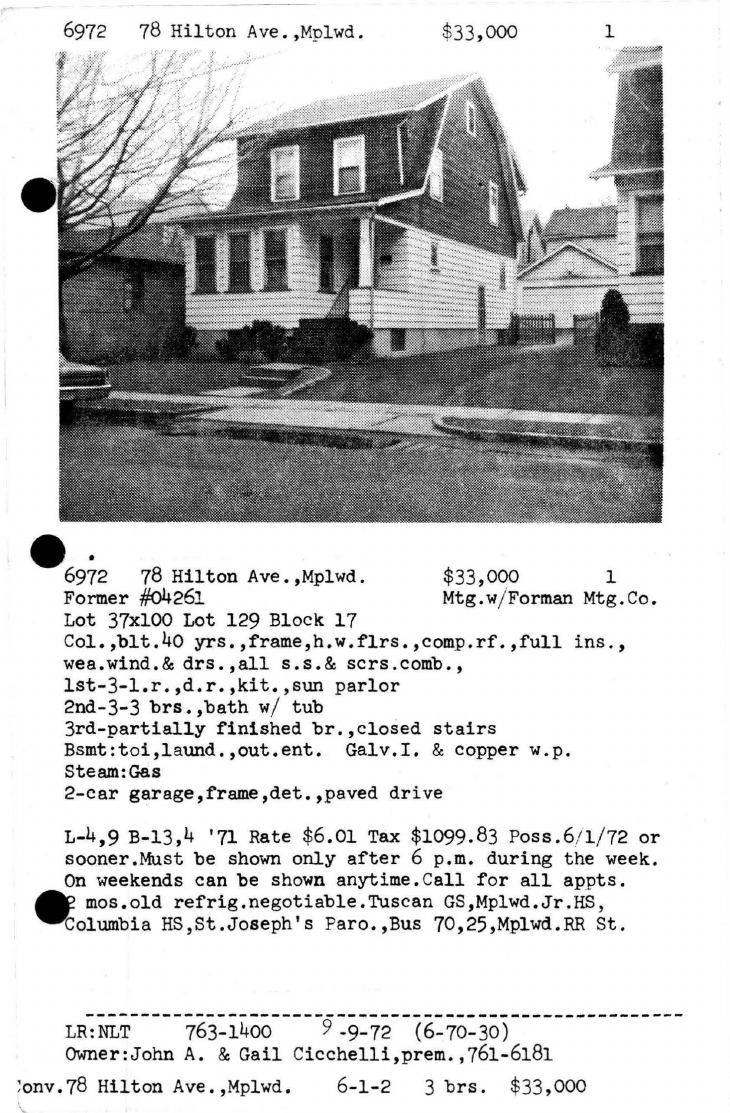 6972 78 Hilton Ave.,Mplwd. $33,000 1
6972 78 Hilton Ave.,Mplwd. $33,000 1
Former #04261 Mtg.w/Forman Mtg.Co.
Lot 37x100 Lot 129 Block 17
Col.,blt.40 yrs.,frame,h.w.flrs.,comp.rf.,full ins.,
wea.wind.& drs.,all s.s.& scrs.comb.,
1st-3-l.r.,d.r.,kit.,sun parlor
2nd-3-3 brs.,bath w/ tub
3rd-partially finished br.,closed stairs
Bsmt:toi,laund.,out.ent. Galv.I. & copper w.p.
Steam:Gas
2-car garage,frame,det.,paved drive
L-4,9 B-13,4 '71 Rate $6.01 Tax $1099.83 Poss.6/1/72 or
sooner.Must be shown only after 6 p.m. during the week.
On weekends can be shown anytime.Call for all appts.
2 mos.old refrig.negotiable.Tuscan GS,Mplwd.Jr.HS,
Columbia HS,St.Joseph's Paro.,Bus 70,25,Mplwd.RR St.
LR:NLT 763-1400 9-9-72 (6-70-30)
Owner:John A. & Gail Cicchelli,prem.,761-6181
onv.78 Hilton Ave.,Mplwd. 6-1-2 3 brs. $33,000